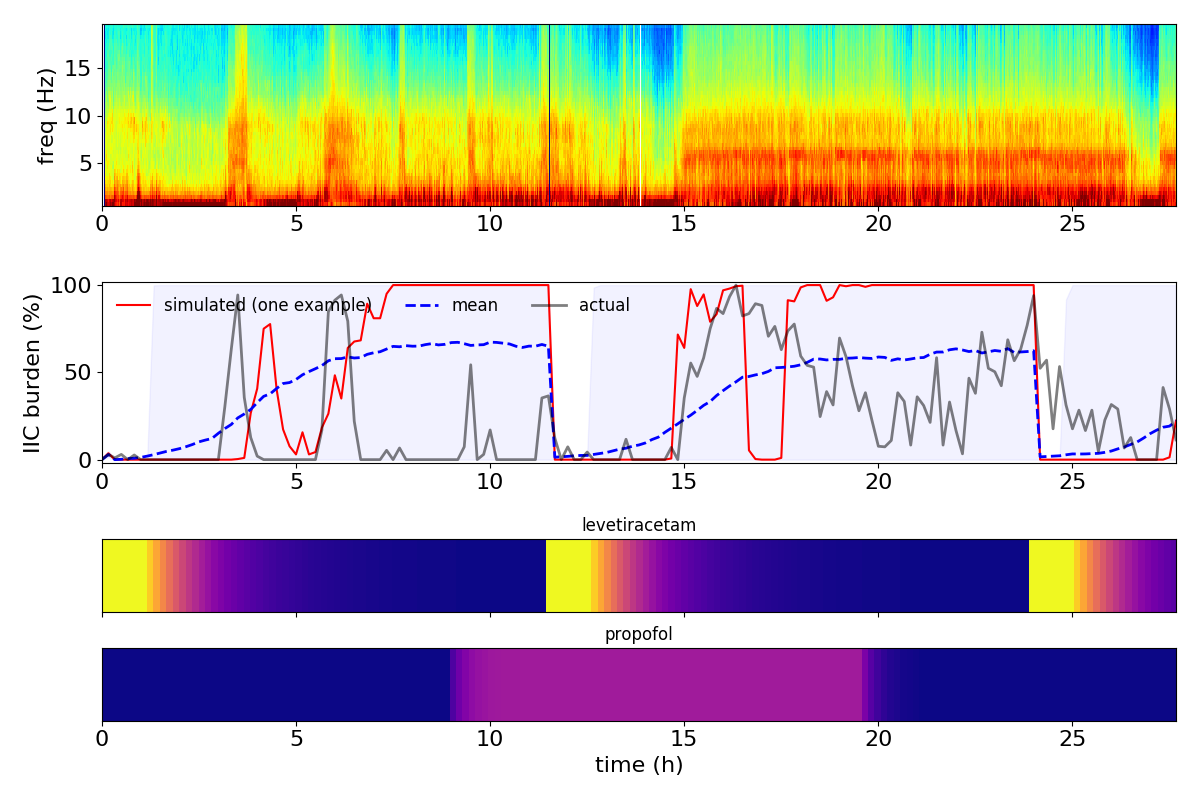 freq (Hz)
15
10
5
0 5 10 15 20 25
IIC burden (%)
100
50
0
simulated (one example) mean actual
0 5 10 15 20 25
levetiracetam
propofol
0 5 10 15 20 25
time (h)